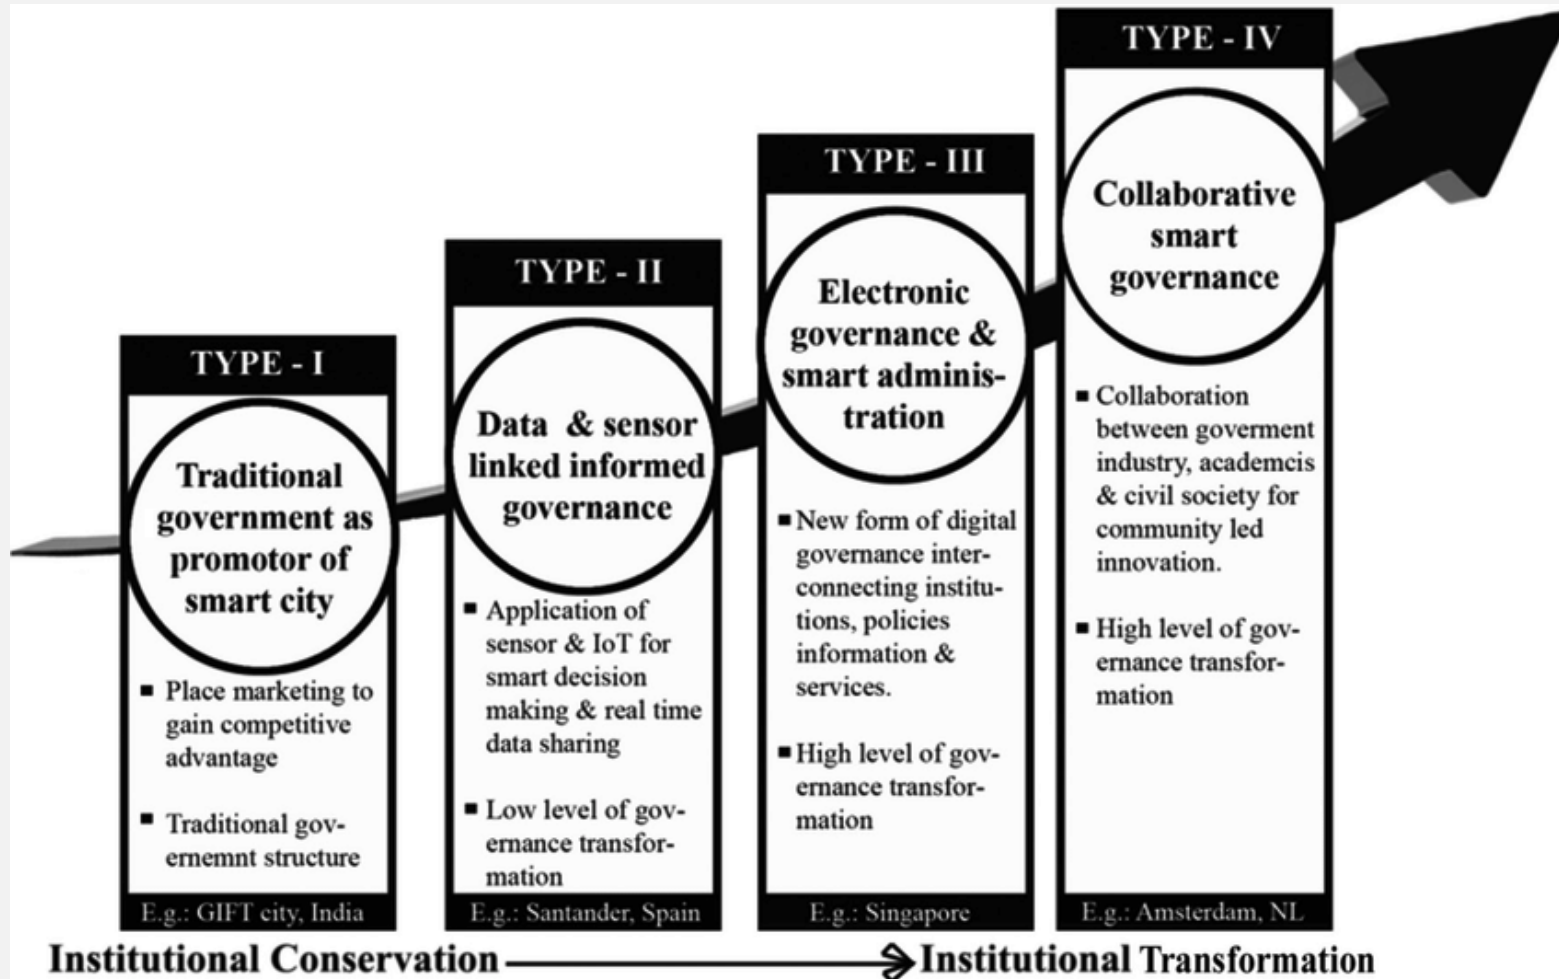 TYPE - I
Traditional
government as
promotor of
smart city
▪ Place marketing to
gain competitive
advantage
▪ Traditional gov-
ernemnt structure
E.g.: GIFT city, India
TYPE - II
Data & sensor
linked informed
governance
▪ Application of
sensor & IoT for
smart decision
making & real time
data sharing
▪ Low level of gov-
ernance transfor-
mation
E.g.: Santander, Spain
TYPE - III
Electronic
governance &
smart adminis-
tration
▪ New form of digital
governance inter-
connecting institu-
tions, policies
information &
services.
▪ High level of gov-
ernance transfor-
mation
E.g.: Singapore
TYPE - IV
Collaborative
smart
governance
▪ Collaboration
between goverment
industry, academcis
& civil society for
community led
innovation.
▪ High level of gov-
ernance transfor-
mation
E.g.: Amsterdam, NL
Institutional Conservation
Institutional Transformation